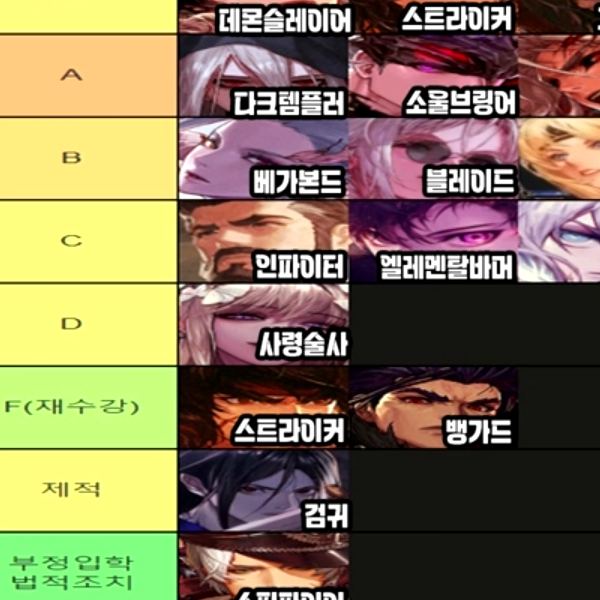 데몬슬레이어 스트라이커
A
다크템플러 소울브링어
B
베가본드 블레이드
C
인파이터 엘레멘탈바머
D
사령술사
F(재수강)
스트라이커 뱅가드
제적
검귀
부정입학
법적조치